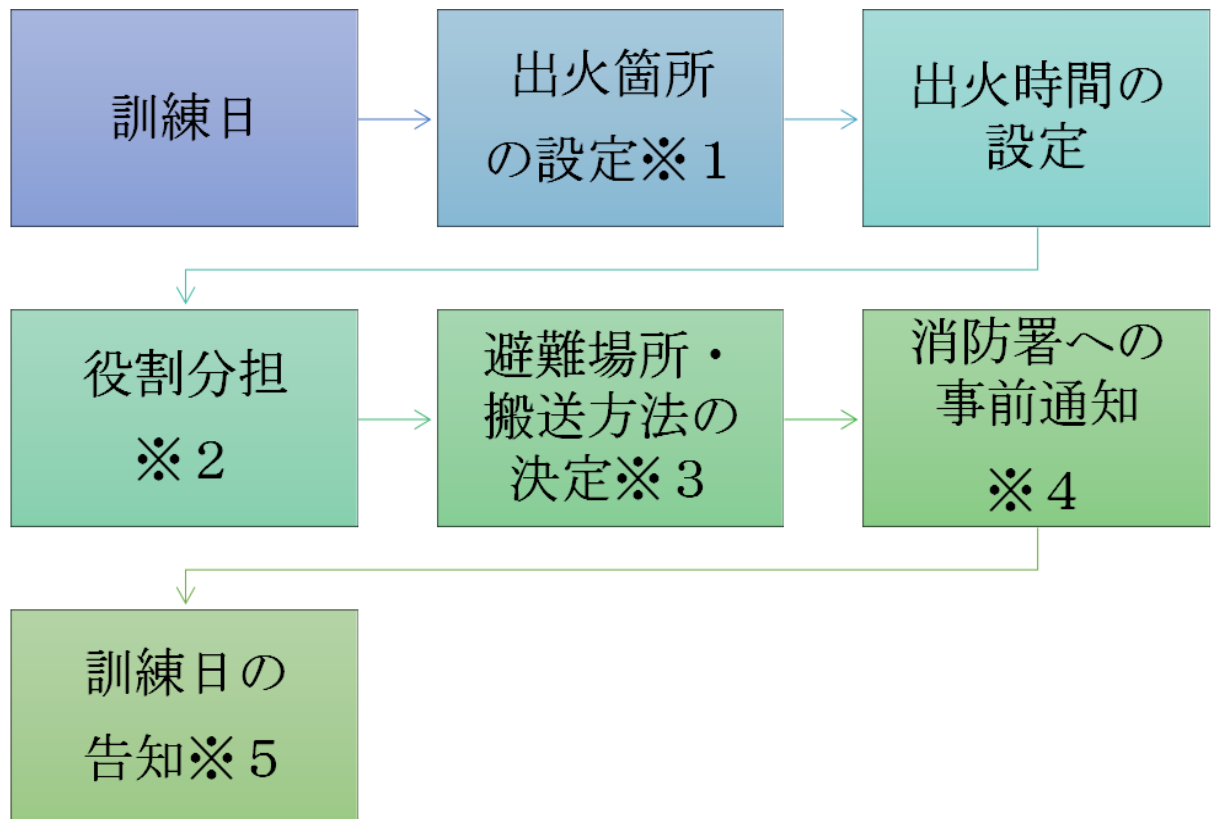 訓練日
出火箇所
の設定※１
出火時間の
設定
役割分担
※２
避難場所・
搬送方法の
決定※３
消防署への
事前通知
※４
訓練日の
告知※５